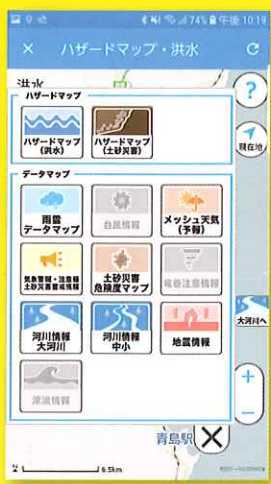 74% 午後 10:19
× ハザードマップ・洪水
洪水
ハザードマップ
ハザードマップ
(洪水)
ハザードマップ
(土砂災害)
?
現在地
データマップ
雨雲
データマップ
台風情報
メッシュ天気
(予報)
気象警報・注意報
土砂災害警戒情報
土砂災害
危険度マップ
竜巻注意情報
河川情報
大河川
河川情報
中小
地震情報
津波情報
大河川へ
+
−
青島駅
6.5km